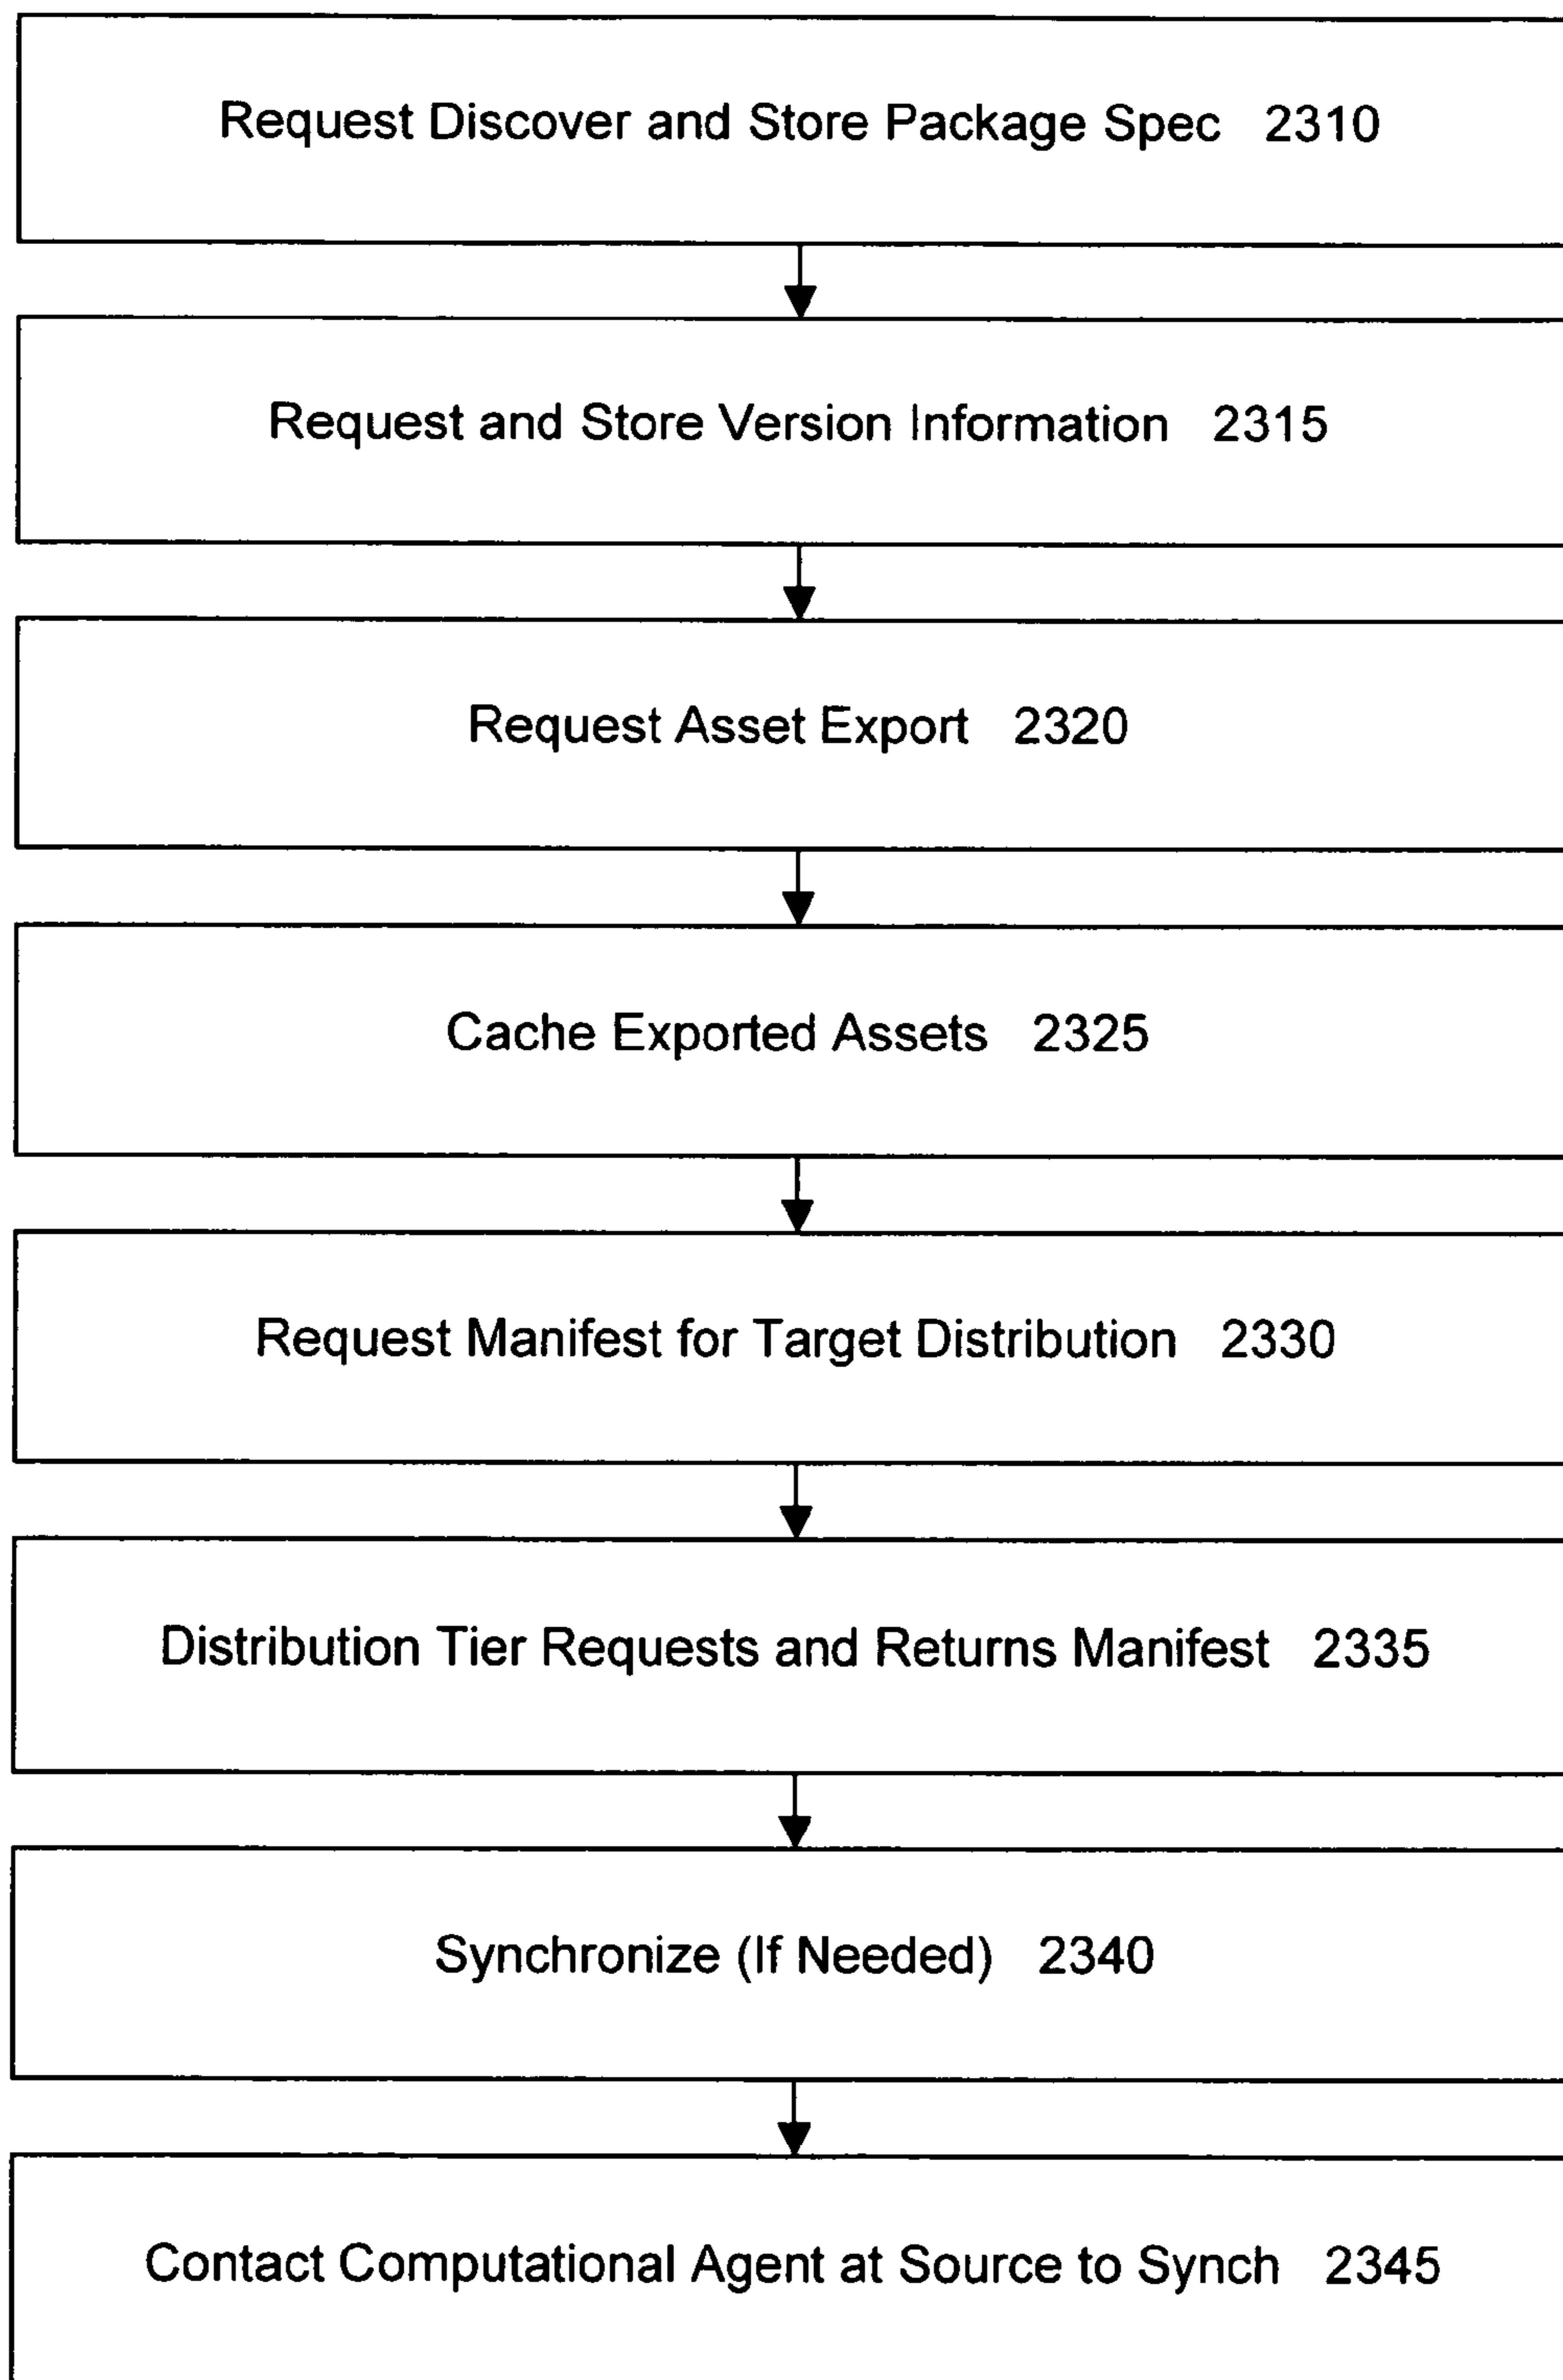 Request Discover and Store Package Spec 2310
Request and Store Version Information 2315
Request Asset Export 2320
Cache Exported Assets 2325
Request Manifest for Target Distribution 2330
Distribution Tier Requests and Returns Manifest 2335
Synchronize (If Needed) 2340
Contact Computational Agent at Source to Synch 2345